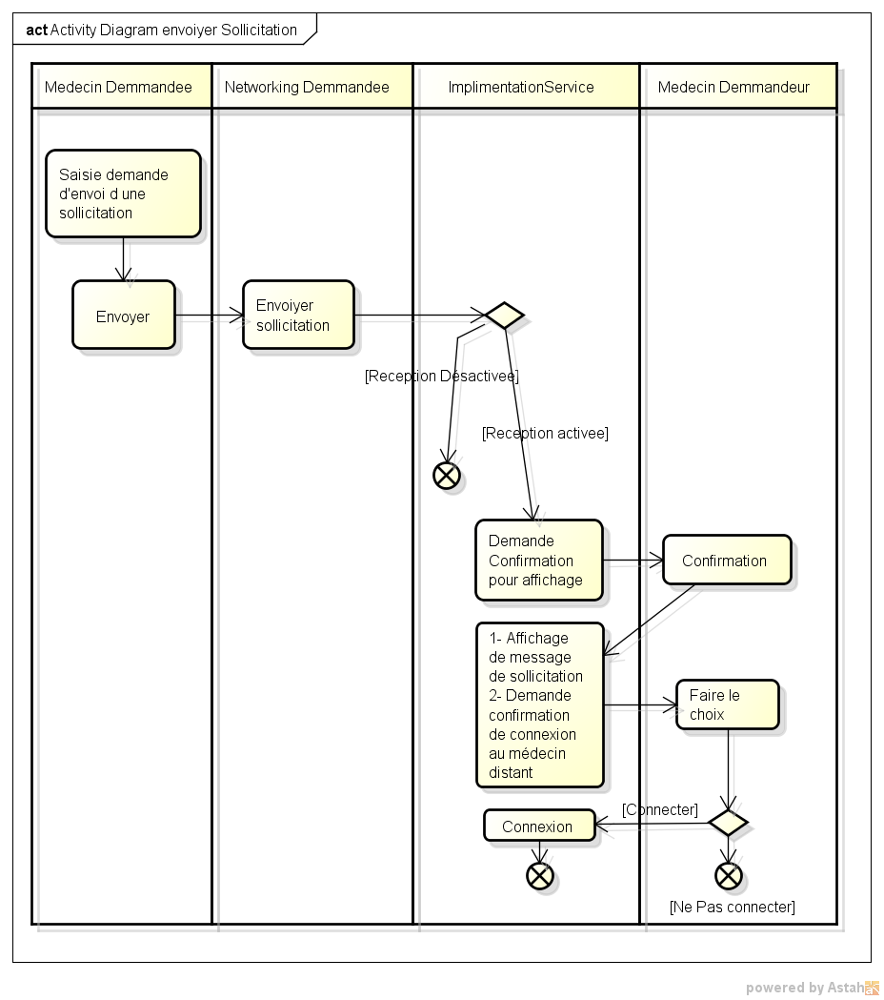 act Activity Diagram envoiyer Sollicitation
Medecin Demmandee
Networking Demmandee
ImplimentationService
Medecin Demmandeur
Saisie demande
d'envoi d une
sollicitation
Envoyer
Envoiyer
sollicitation
[Reception Désactivee]
[Reception activee]
Demande
Confirmation
pour affichage
Confirmation
1- Affichage
de message
de sollicitation
2- Demande
confirmation
de connexion
au médecin
distant
Faire le
choix
[Connecter]
Connexion
[Ne Pas connecter]
powered by Astah